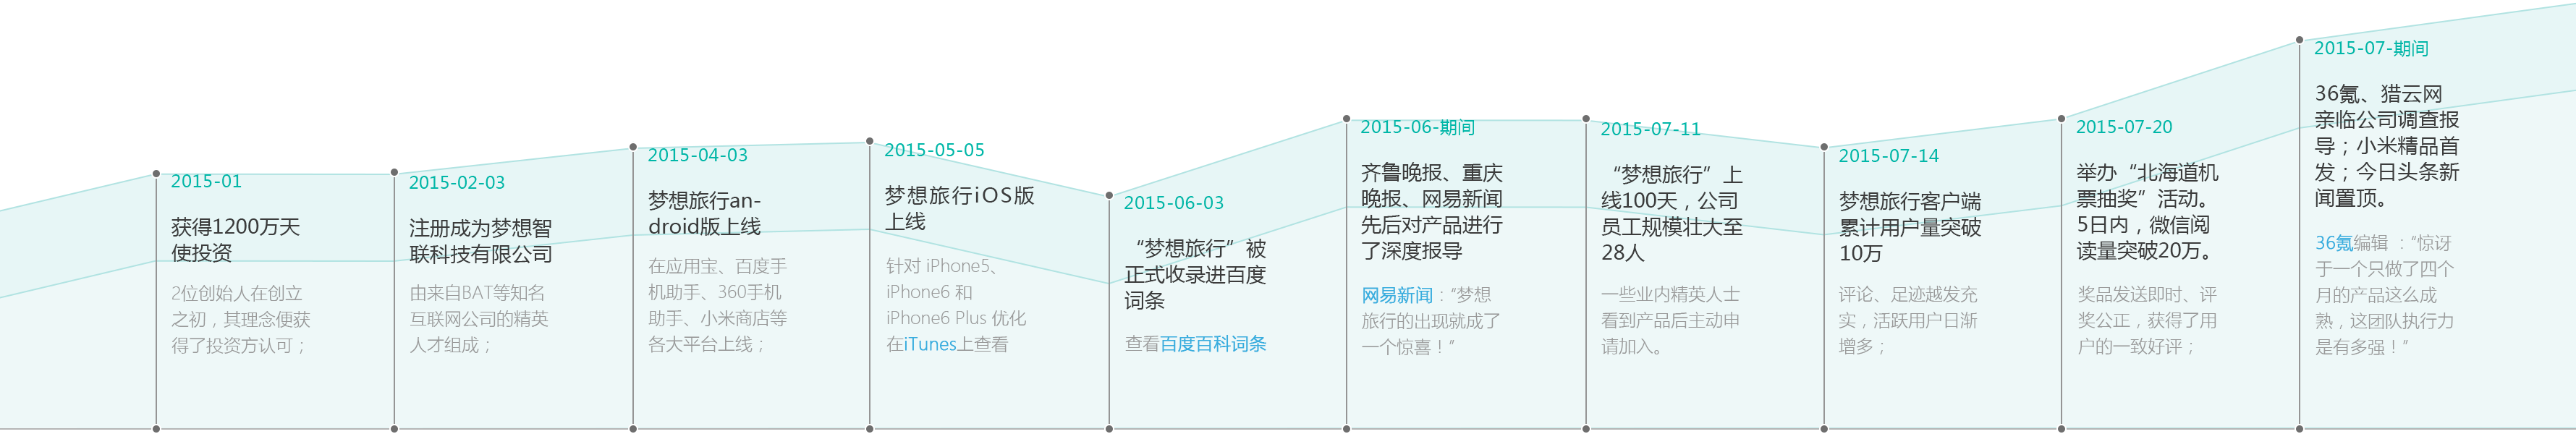 2015-01
获得1200万天
使投资
2位创始人在创立
之初，其理念便获
得了投资方认可；
2015-02-03
注册成为梦想智
联科技有限公司
由来自BAT等知名
互联网公司的精英
人才组成；
2015-04-03
梦想旅行an-
droid版上线
在应用宝、百度手
机助手、360手机
助手、小米商店等
各大平台上线；
2015-05-05
梦想旅行iOS版
上线
针对 iPhone5、
iPhone6 和
iPhone6 Plus 优化
在iTunes上查看
2015-06-03
“梦想旅行”被
正式收录进百度
词条
查看百度百科词条
2015-06-期间
齐鲁晚报、重庆
晚报、网易新闻
先后对产品进行
了深度报导
网易新闻：“梦想
旅行的出现就成了
一个惊喜！”
2015-07-11
“梦想旅行”上
线100天，公司
员工规模壮大至
28人
一些业内精英人士
看到产品后主动申
请加入。
2015-07-14
梦想旅行客户端
累计用户量突破
10万
评论、足迹越发充
实，活跃用户日渐
增多；
2015-07-20
举办“北海道机
票抽奖”活动。
5日内，微信阅
读量突破20万。
奖品发送即时、评
奖公正，获得了用
户的一致好评；
2015-07-期间
36氪、猎云网
亲临公司调查报
导；小米精品首
发；今日头条新
闻置顶。
36氪编辑 ：“惊讶
于一个只做了四个
月的产品这么成
熟，这团队执行力
是有多强！”